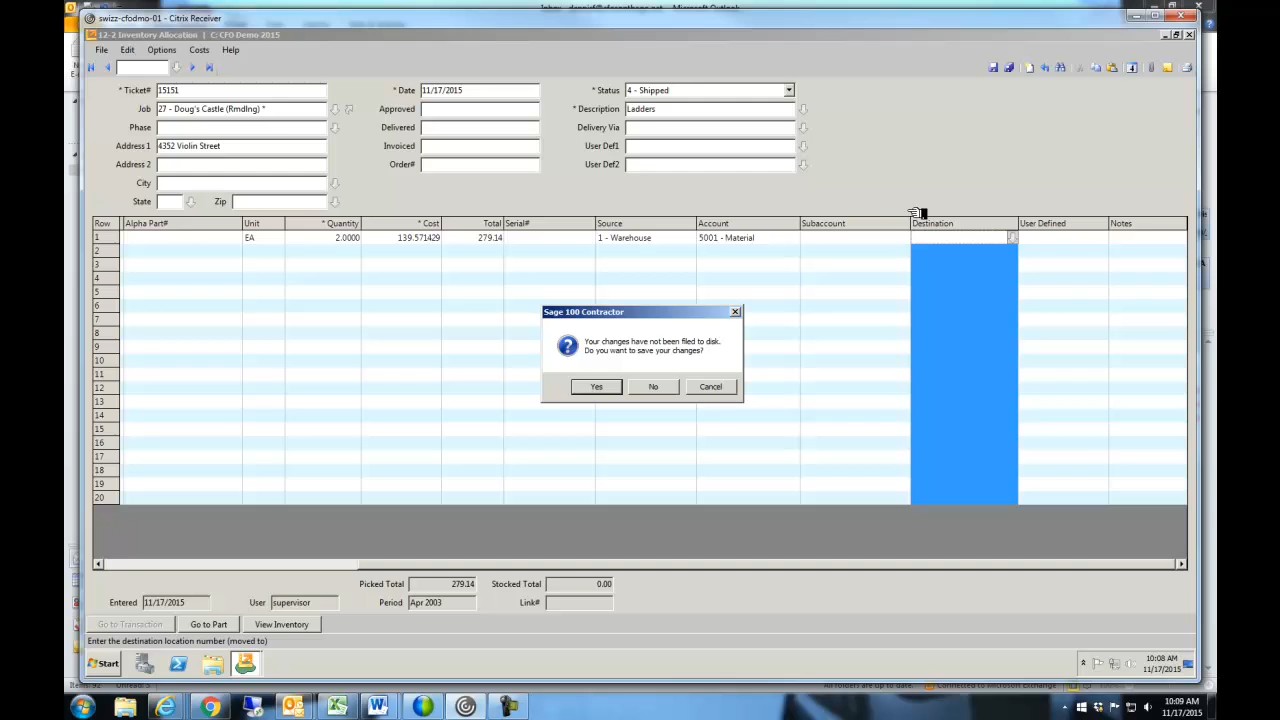 swizz-cfodmo-01 - Citrix Receiver
12-2 Inventory Allocation | C: CFO Demo 2015
File Edit Options Costs Help
* Ticket# 15151 * Date 11/17/2015 * Status 4 - Shipped
Job 27 - Doug's Castle (Rmdlng) * Approved * Description Ladders
Phase Delivered Delivery Via
Address 1 4352 Violin Street Invoiced User Def1
Address 2 Order# User Def2
City
State Zip
Row Alpha Part# Unit * Quantity * Cost Total Serial# Source Account Subaccount Destination User Defined Notes
1 EA 2.0000 139.571429 279.14 1 - Warehouse 5001 - Material
2
3
4
5
6
7
8
9
10
11
12
13
14
15
16
17
18
19
20
Sage 100 Contractor
Your changes have not been filed to disk.
Do you want to save your changes?
Yes No Cancel
Picked Total 279.14 Stocked Total 0.00
Entered 11/17/2015 User supervisor Period Apr 2003 Link#
Go to Transaction Go to Part View Inventory
Enter the destination location number (moved to)
Start 10:08 AM
11/17/2015
10:09 AM
11/17/2015